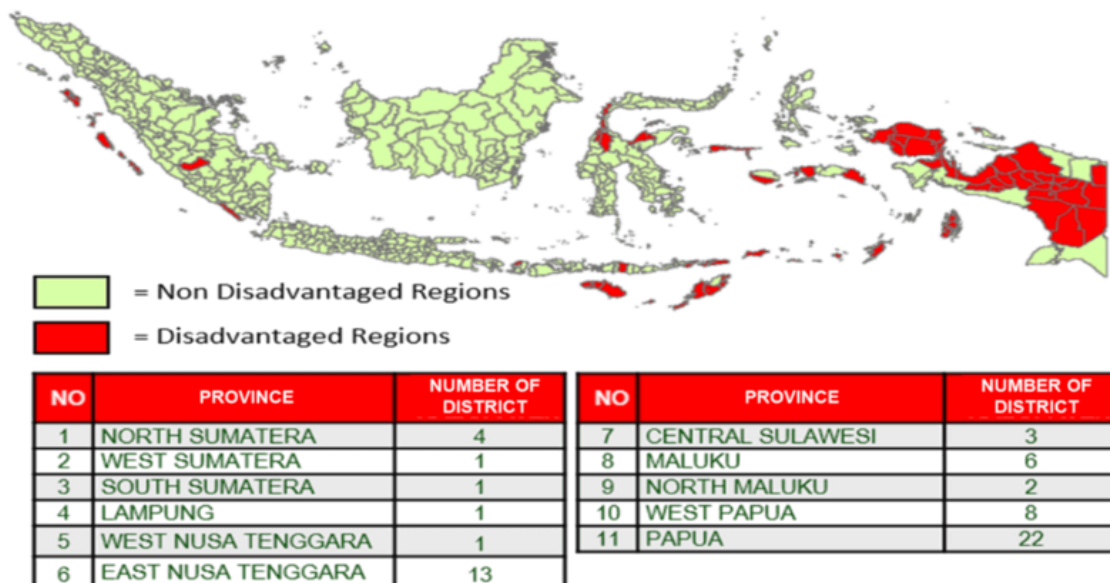 = Non Disadvantaged Regions
= Disadvantaged Regions
NO PROVINCE NUMBER OF DISTRICT
1 NORTH SUMATERA 4
2 WEST SUMATERA 1
3 SOUTH SUMATERA 1
4 LAMPUNG 1
5 WEST NUSA TENGGARA 1
6 EAST NUSA TENGGARA 13
NO PROVINCE NUMBER OF DISTRICT
7 CENTRAL SULAWESI 3
8 MALUKU 6
9 NORTH MALUKU 2
10 WEST PAPUA 8
11 PAPUA 22